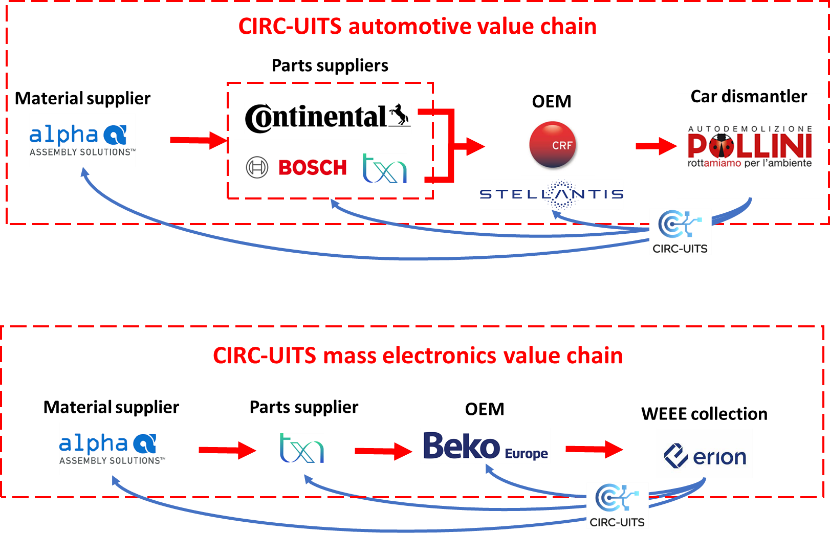 CIRC-UITS automotive value chain
Parts suppliers
Material supplier
OEM
Car dismantler
alpha a
ASSEMBLY SOLUTIONS™
Continental
BOSCH
txn
CRF
STELLANTIS
AUTODEMOLIZIONE
POLLINI
rottamiamo per l'ambiente
CIRC-UITS
CIRC-UITS mass electronics value chain
Material supplier
Parts supplier
OEM
WEEE collection
alpha a
ASSEMBLY SOLUTIONS™
txn
Beko Europe
erion
CIRC-UITS